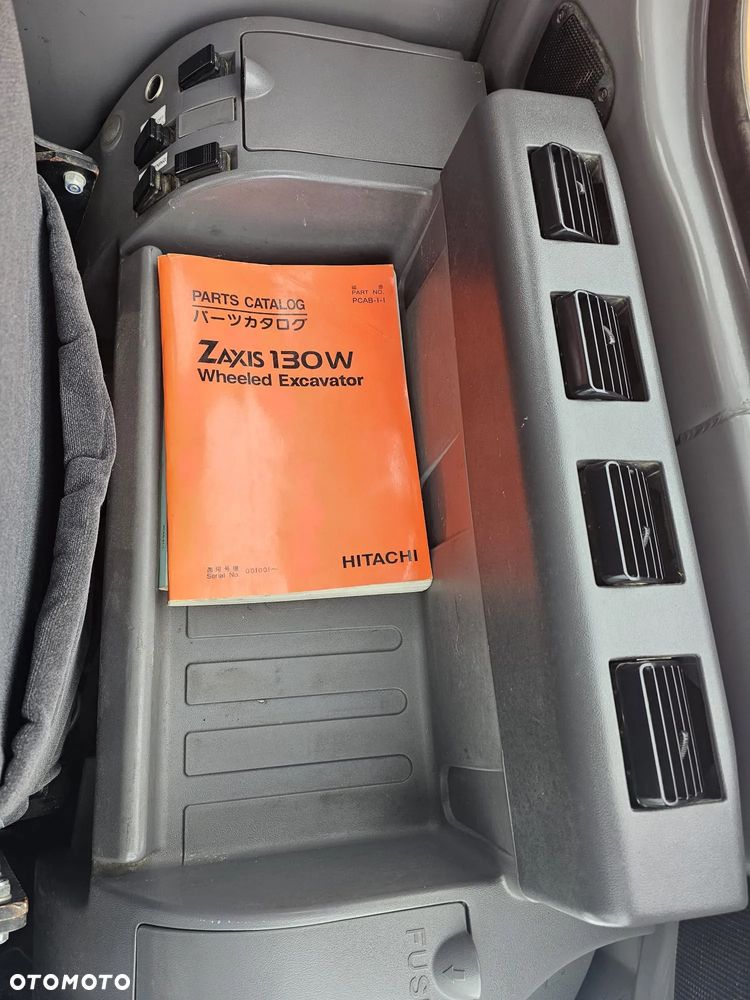 PARTS CATALOG
パーツカタログ
PART NO.
PCAB-1-1
ZAXIS 130W
Wheeled Excavator
Serial No. 001001~
HITACHI
FUSE
OTOMOTO